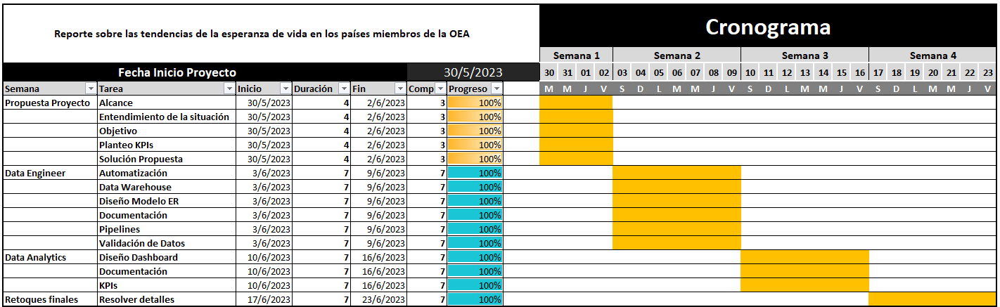 Reporte sobre las tendencias de la esperanza de vida en los países miembros de la OEA
Cronograma
Semana 1 Semana 2 Semana 3 Semana 4
Fecha Inicio Proyecto 30/5/2023 30 31 01 02 03 04 05 06 07 08 09 10 11 12 13 14 15 16 17 18 19 20 21 22 23
Semana Tarea Inicio Duración Fin Comp Progreso M M J V S D L M M J V S D L M M J V S D L M M J V
Propuesta Proyecto Alcance 30/5/2023 4 2/6/2023 3 100%
Entendimiento de la situación 30/5/2023 4 2/6/2023 3 100%
Objetivo 30/5/2023 4 2/6/2023 3 100%
Planteo KPIs 30/5/2023 4 2/6/2023 3 100%
Solución Propuesta 30/5/2023 4 2/6/2023 3 100%
Data Engineer Automatización 3/6/2023 7 9/6/2023 7 100%
Data Warehouse 3/6/2023 7 9/6/2023 7 100%
Diseño Modelo ER 3/6/2023 7 9/6/2023 7 100%
Documentación 3/6/2023 7 9/6/2023 7 100%
Pipelines 3/6/2023 7 9/6/2023 7 100%
Validación de Datos 3/6/2023 7 9/6/2023 7 100%
Data Analytics Diseño Dashboard 10/6/2023 7 16/6/2023 7 100%
Documentación 10/6/2023 7 16/6/2023 7 100%
KPIs 10/6/2023 7 16/6/2023 7 100%
Retoques finales Resolver detalles 17/6/2023 7 23/6/2023 7 100%